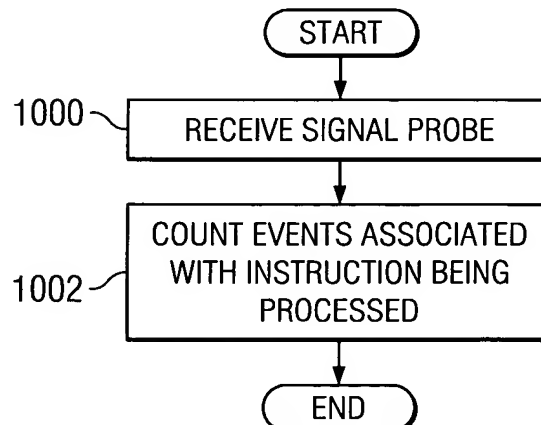 START
1000
RECEIVE SIGNAL PROBE
COUNT EVENTS ASSOCIATED
WITH INSTRUCTION BEING
PROCESSED
1002
END